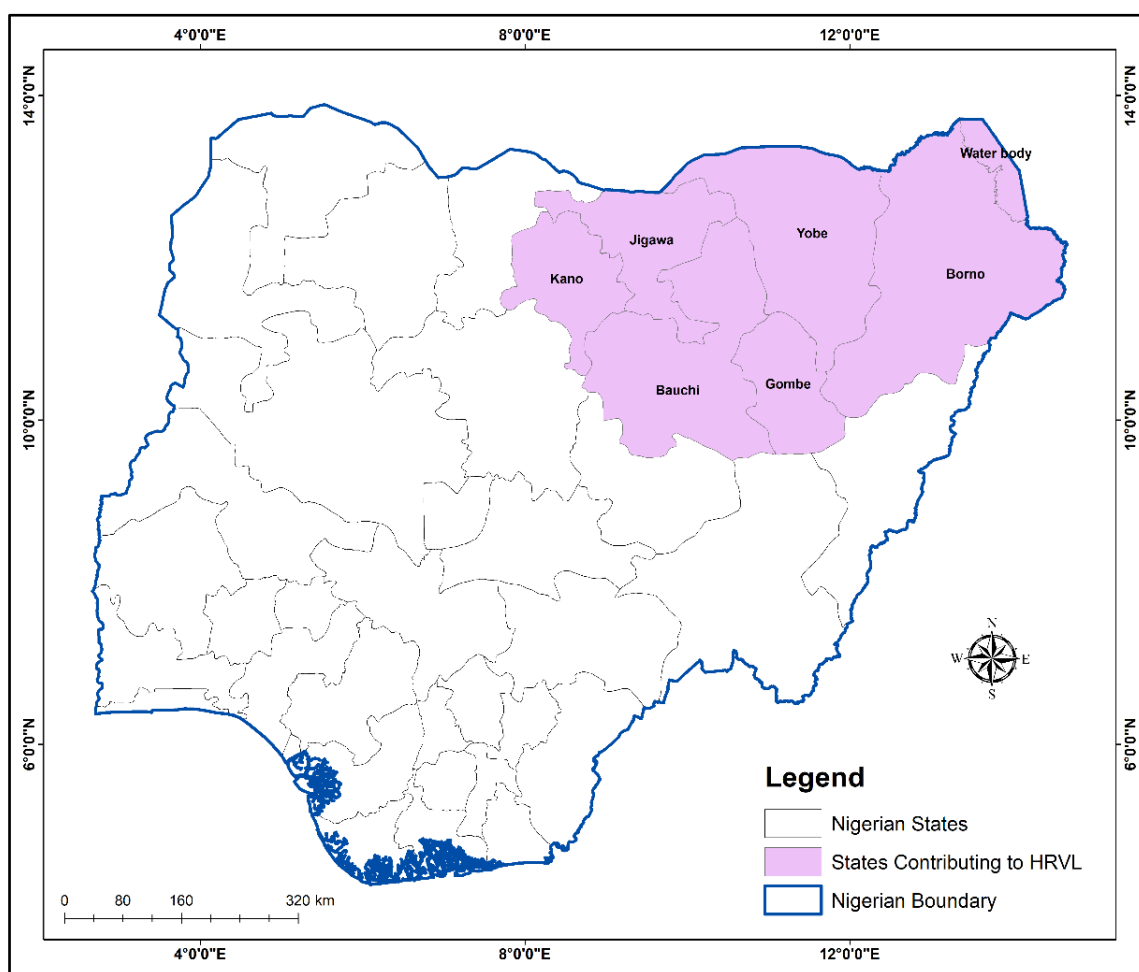 4°0'0"E 8°0'0"E 12°0'0"E
14°0'0"N 14°0'0"N
Water body
Jigawa
Yobe
Kano
Borno
Bauchi
Gombe
10°0'0"N 10°0'0"N
N
W E
S
6°0'0"N 6°0'0"N
Legend
Nigerian States
States Contributing to HRVL
Nigerian Boundary
0 80 160 320 km
4°0'0"E 8°0'0"E 12°0'0"E